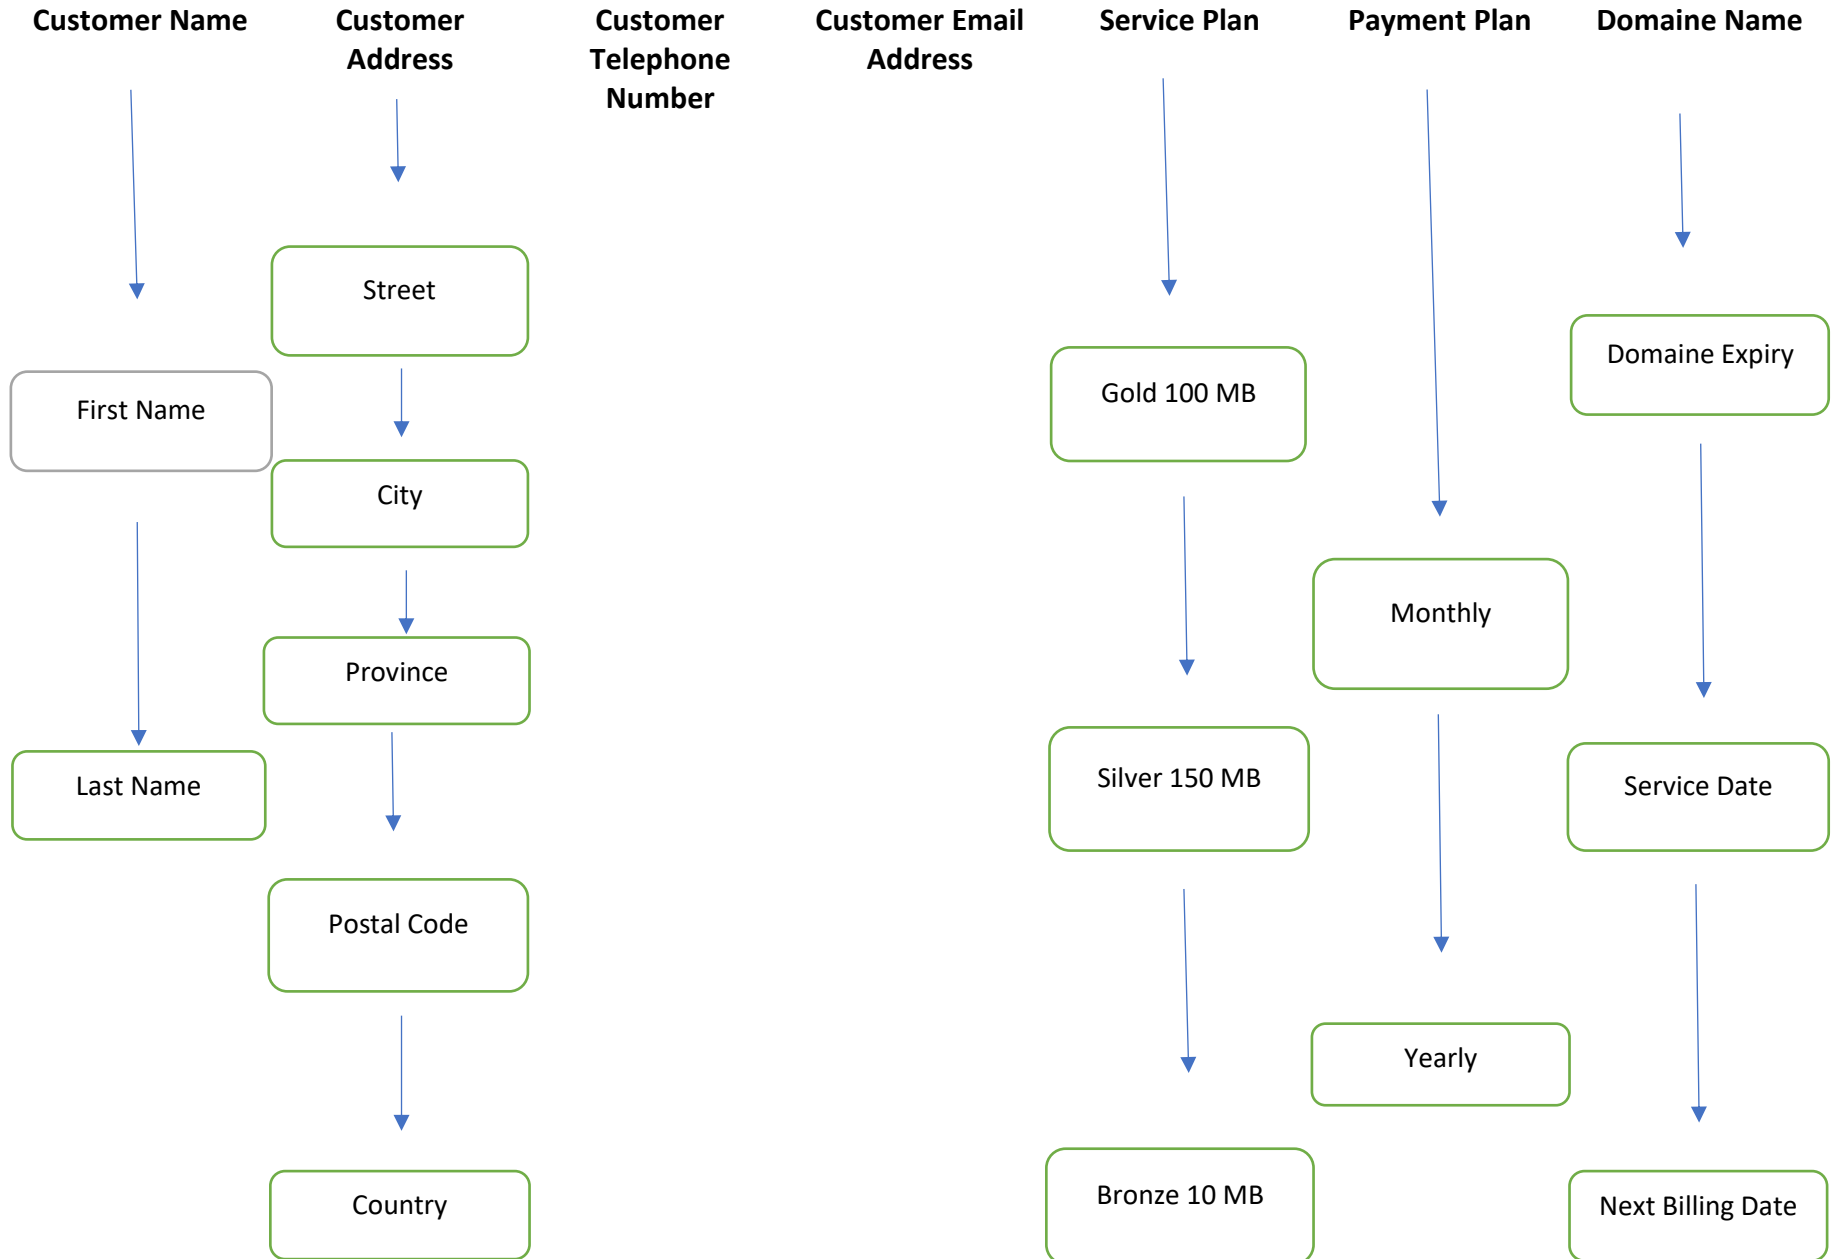 Customer Name
Customer
Address
Customer
Telephone
Number
Customer Email
Address
Service Plan
Payment Plan
Domaine Name
First Name
Last Name
Street
City
Province
Postal Code
Country
Gold 100 MB
Silver 150 MB
Bronze 10 MB
Monthly
Yearly
Domaine Expiry
Service Date
Next Billing Date